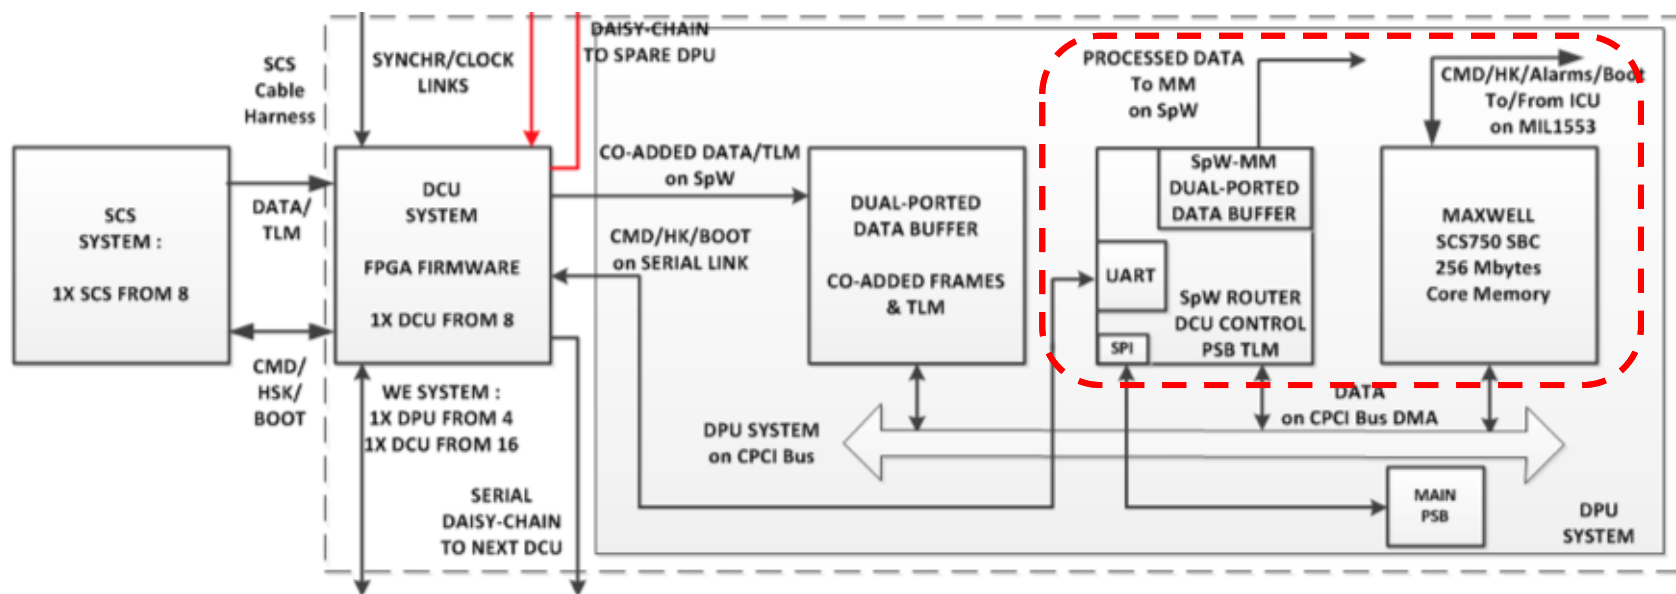 SCS
Cable
Harness
SYNCHR/CLOCK
LINKS
DAISY-CHAIN
TO SPARE DPU
PROCESSED DATA
To MM
on SpW
CMD/HK/Alarms/Boot
To/From ICU
on MIL1553
SCS
SYSTEM :
1X SCS FROM 8
DATA/
TLM
CMD/
HSK/
BOOT
DCU
SYSTEM
FPGA FIRMWARE
1X DCU FROM 8
CO-ADDED DATA/TLM
on SpW
CMD/HK/BOOT
on SERIAL LINK
DUAL-PORTED
DATA BUFFER
CO-ADDED FRAMES
& TLM
SpW-MM
DUAL-PORTED
DATA BUFFER
UART
SpW ROUTER
DCU CONTROL
PSB TLM
SPI
MAXWELL
SCS750 SBC
256 Mbytes
Core Memory
WE SYSTEM :
1X DPU FROM 4
1X DCU FROM 16
DPU SYSTEM
on CPCI Bus
DATA
on CPCI Bus DMA
SERIAL
DAISY-CHAIN
TO NEXT DCU
MAIN
PSB
DPU
SYSTEM